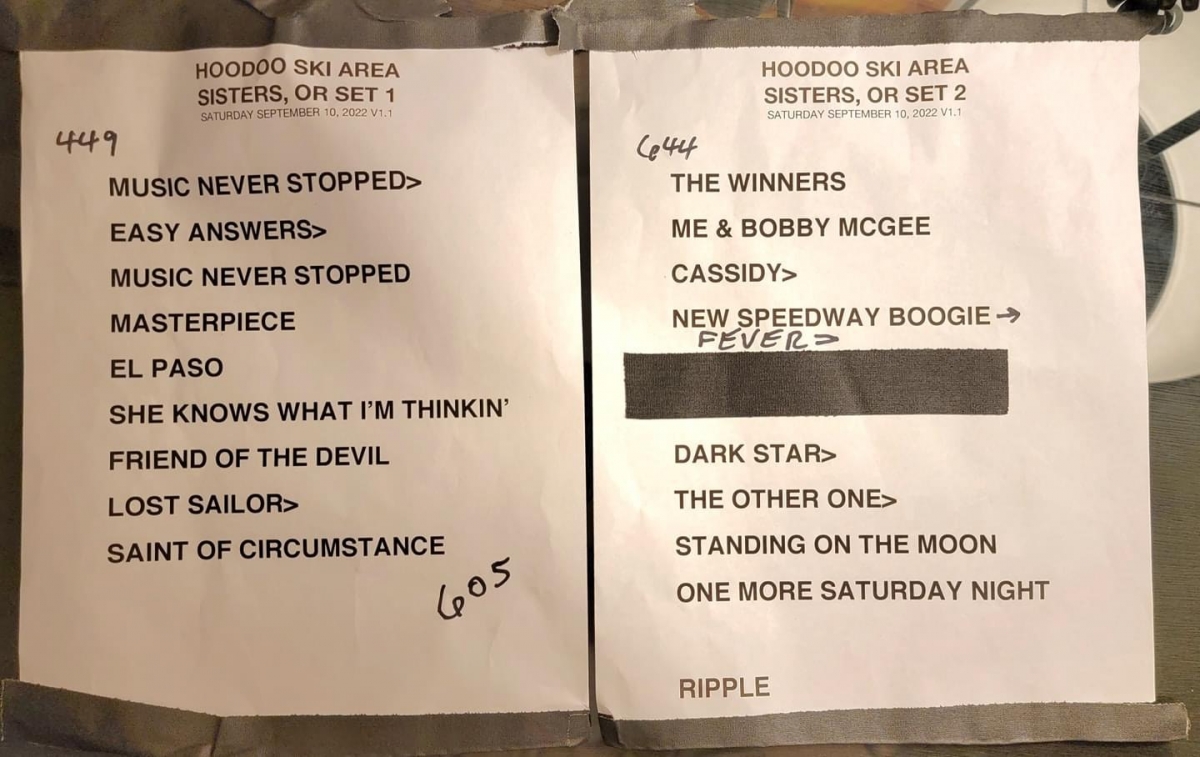 HOODOO SKI AREA
SISTERS, OR SET 1
SATURDAY SEPTEMBER 10, 2022 V1.1
449
MUSIC NEVER STOPPED>
EASY ANSWERS>
MUSIC NEVER STOPPED
MASTERPIECE
EL PASO
SHE KNOWS WHAT I'M THINKIN'
FRIEND OF THE DEVIL
LOST SAILOR>
SAINT OF CIRCUMSTANCE
605
HOODOO SKI AREA
SISTERS, OR SET 2
SATURDAY SEPTEMBER 10, 2022 V1.1
644
THE WINNERS
ME & BOBBY MCGEE
CASSIDY>
NEW SPEEDWAY BOOGIE→
FEVER>
DARK STAR>
THE OTHER ONE>
STANDING ON THE MOON
ONE MORE SATURDAY NIGHT
RIPPLE